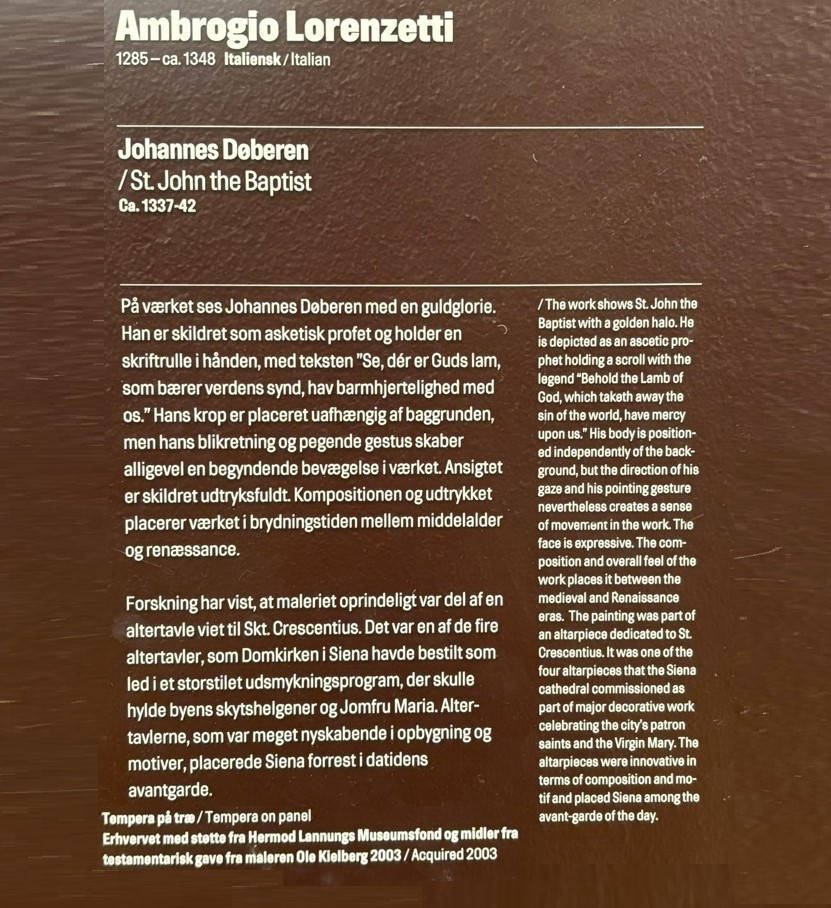 Ambrogio Lorenzetti
1285 – ca. 1348 Italiensk / Italian
Johannes Døberen
/ St. John the Baptist
Ca. 1337-42
På værket ses Johannes Døberen med en guldglorie.
Han er skildret som asketisk profet og holder en
skriftrulle i hånden, med teksten ”Se, dér er Guds lam,
som bærer verdens synd, hav barmhjertelighed med
os.” Hans krop er placeret uafhængig af baggrunden,
men hans blikretning og pegende gestus skaber
alligevel en begyndende bevægelse i værket. Ansigtet
er skildret udtryksfuldt. Kompositionen og udtrykket
placerer værket i brydningstiden mellem middelalder
og renæssance.
Forskning har vist, at maleriet oprindeligt var del af en
altertavle viet til Skt. Crescentius. Det var en af de fire
altertavler, som Domkirken i Siena havde bestilt som
led i et storstilet udsmykningsprogram, der skulle
hylde byens skytshelgener og Jomfru Maria. Alter-
tavlerne, som var meget nyskabende i opbygning og
motiver, placerede Siena forrest i datidens
avantgarde.
/ The work shows St. John the
Baptist with a golden halo. He
is depicted as an ascetic pro-
phet holding a scroll with the
legend “Behold the Lamb of
God, which taketh away the
sin of the world, have mercy
upon us.” His body is position-
ed independently of the back-
ground, but the direction of his
gaze and his pointing gesture
nevertheless creates a sense
of movement in the work. The
face is expressive. The com-
position and overall feel of the
work places it between the
medieval and Renaissance
eras. The painting was part of
an altarpiece dedicated to St.
Crescentius. It was one of the
four altarpieces that the Siena
cathedral commissioned as
part of major decorative work
celebrating the city's patron
saints and the Virgin Mary. The
altarpieces were innovative in
terms of composition and mo-
tif and placed Siena among the
avant-garde of the day.
Tempera på træ / Tempera on panel
Erhvervet med støtte fra Hermod Lannungs Museumsfond og midler fra
testamentarisk gave fra maleren Ole Kielberg 2003 / Acquired 2003